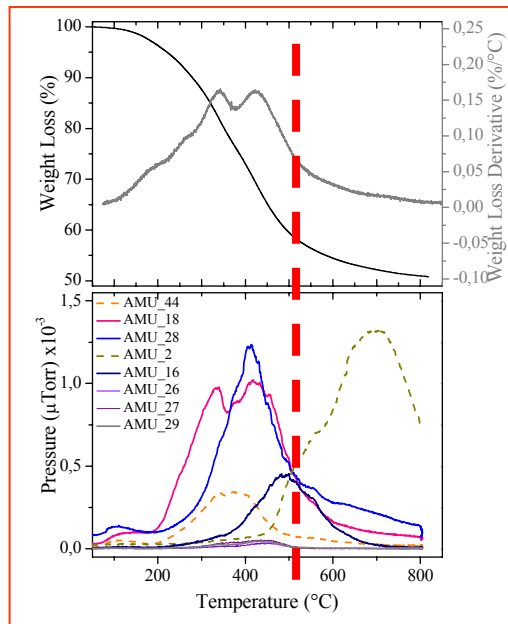 100
90
80
70
60
50
Weight Loss (%)
0,25
0,20
0,15
0,10
0,05
0,00
-0,05
-0,10
Weight Loss Derivative (%/°C)
1,5
1,0
0,5
0,0
Pressure (µTorr) x10-3
AMU_44
AMU_18
AMU_28
AMU_2
AMU_16
AMU_26
AMU_27
AMU_29
200 400 600 800
Temperature (°C)